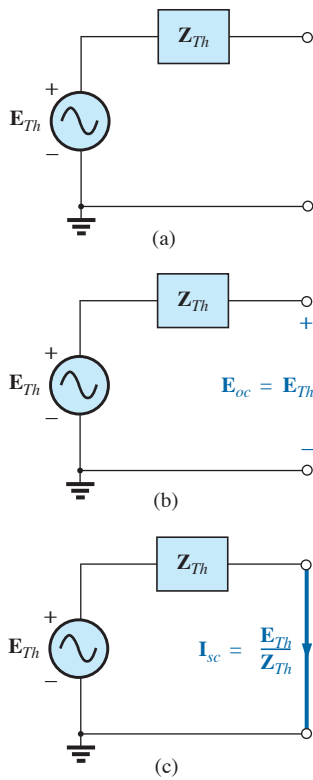 Z_Th
+
E_Th
−
(a)
Z_Th
+
+
E_Th
E_oc = E_Th
−
−
(b)
Z_Th
+
E_Th
I_sc = E_Th / Z_Th
−
(c)